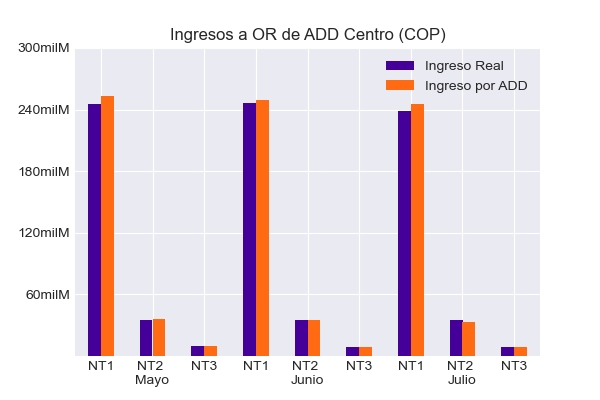 Ingresos a OR de ADD Centro (COP)
300milM
240milM
180milM
120milM
60milM
Ingreso Real
Ingreso por ADD
NT1 NT2 NT3 NT1 NT2 NT3 NT1 NT2 NT3
Mayo Junio Julio